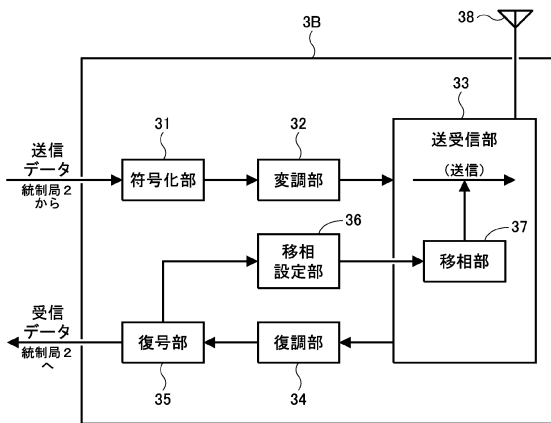 38
3B
33
31
32
送受信部
送信
データ
統制局2
から
符号化部
変調部
(送信)
36
移相
設定部
37
移相部
受信
データ
統制局2
へ
復号部
復調部
35
34